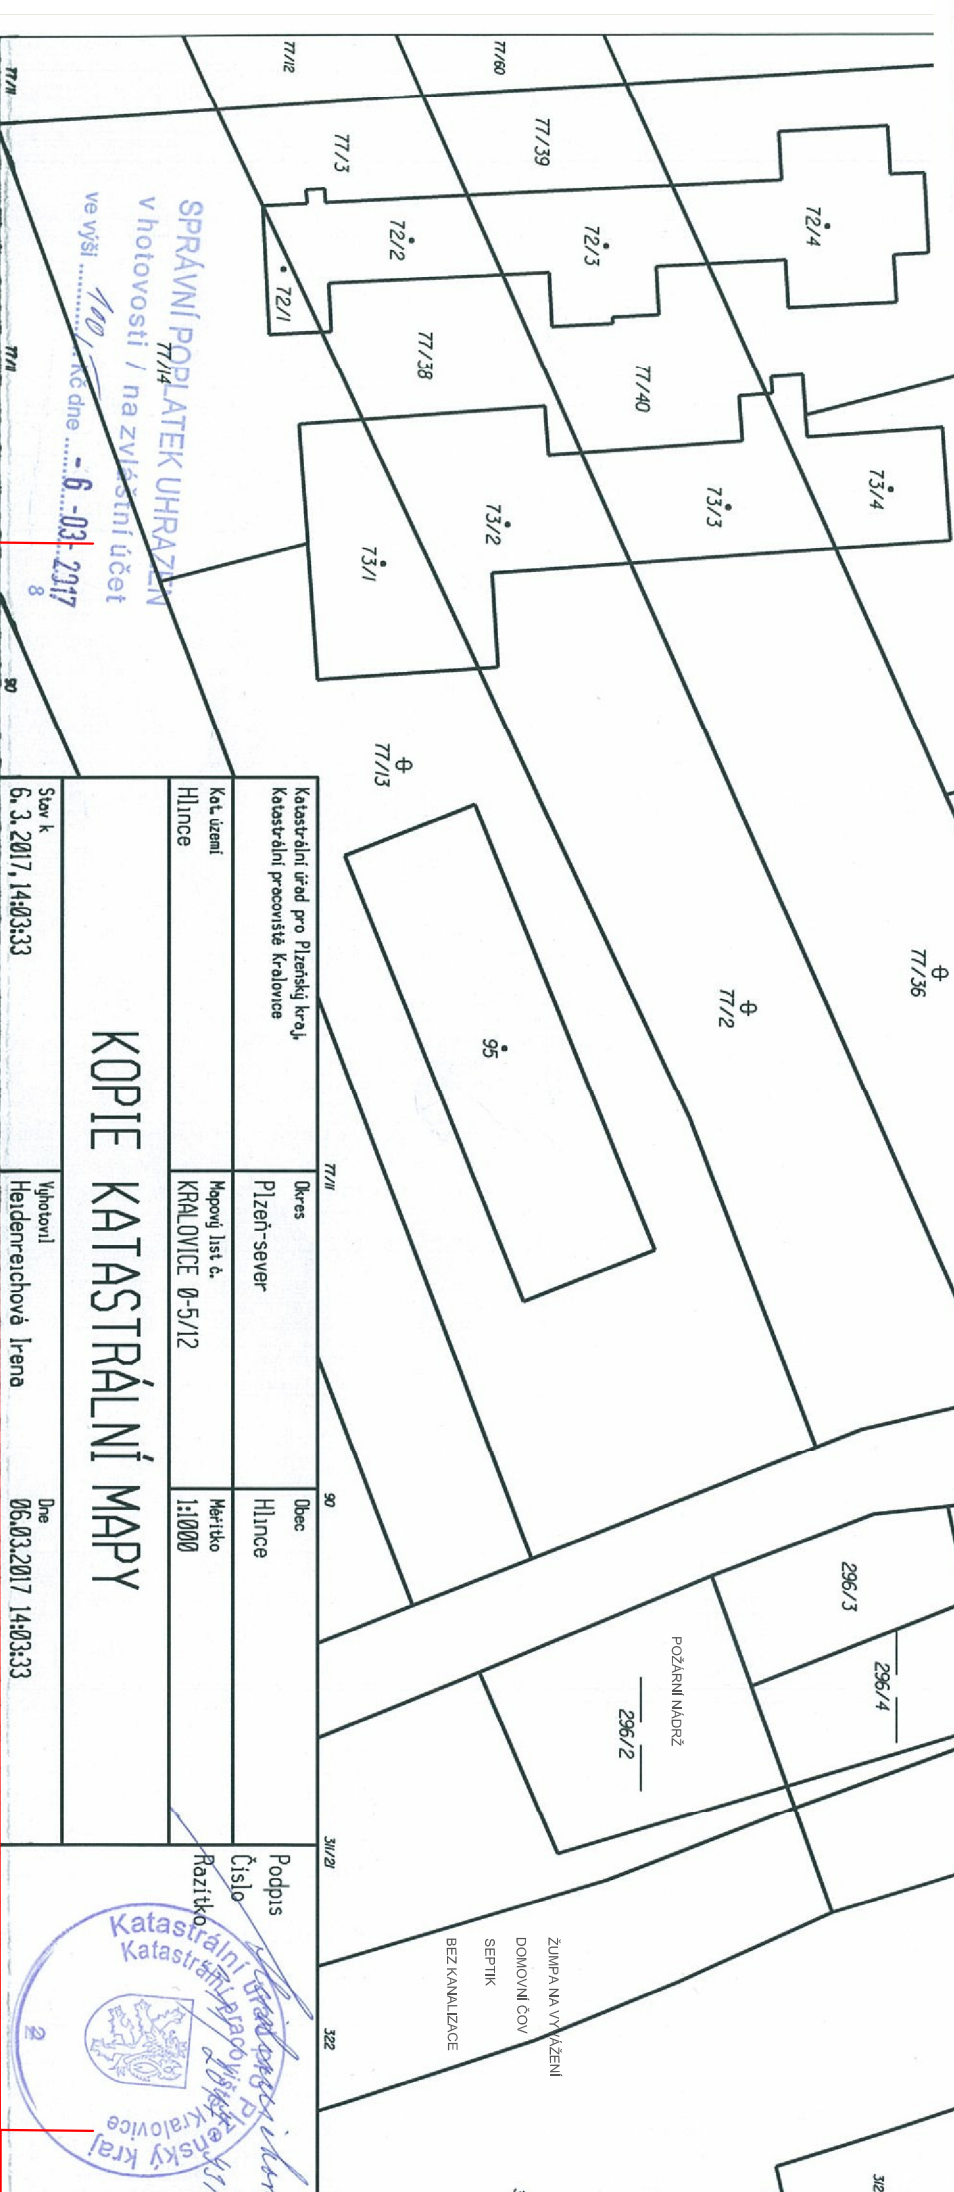 77/11
77/12
77/60
77/3
77/39
72/4
72/2
72/3
72/1
77/38
77/40
77/14
77/11
SPRÁVNÍ POPLATEK UHRAZEN
v hotovosti / na zvláštní účet
ve výši 100,- Kč dne - 6 -03- 2017
8
73/4
73/3
73/2
73/1
90
77/13
77/36
77/2
95
Katastrální úřad pro Plzeňský kraj,
Katastrální pracoviště Kralovice
Okres
Plzeň-sever
Obec
Hlince
Kat. území
Hlince
Mapový list č.
KRALOVICE 0-5/12
Měřítko
1:1000
KOPIE KATASTRÁLNÍ MAPY
Stav k
6.3.2017, 14:03:33
Vyhotovil
Heidenreichová Irena
Dne
06.03.2017 14:03:33
77/11
90
311/21
322
296/3
296/4
POŽÁRNÍ NÁDRŽ
296/2
ŽUMPA NA VYVÁŽENÍ
DOMOVNÍ ČOV
SEPTIK
BEZ KANALIZACE
Podpis
Číslo
Razítko
Katastrální úřad pro Plzeňský kraj
Katastrální pracoviště Kralovice
2